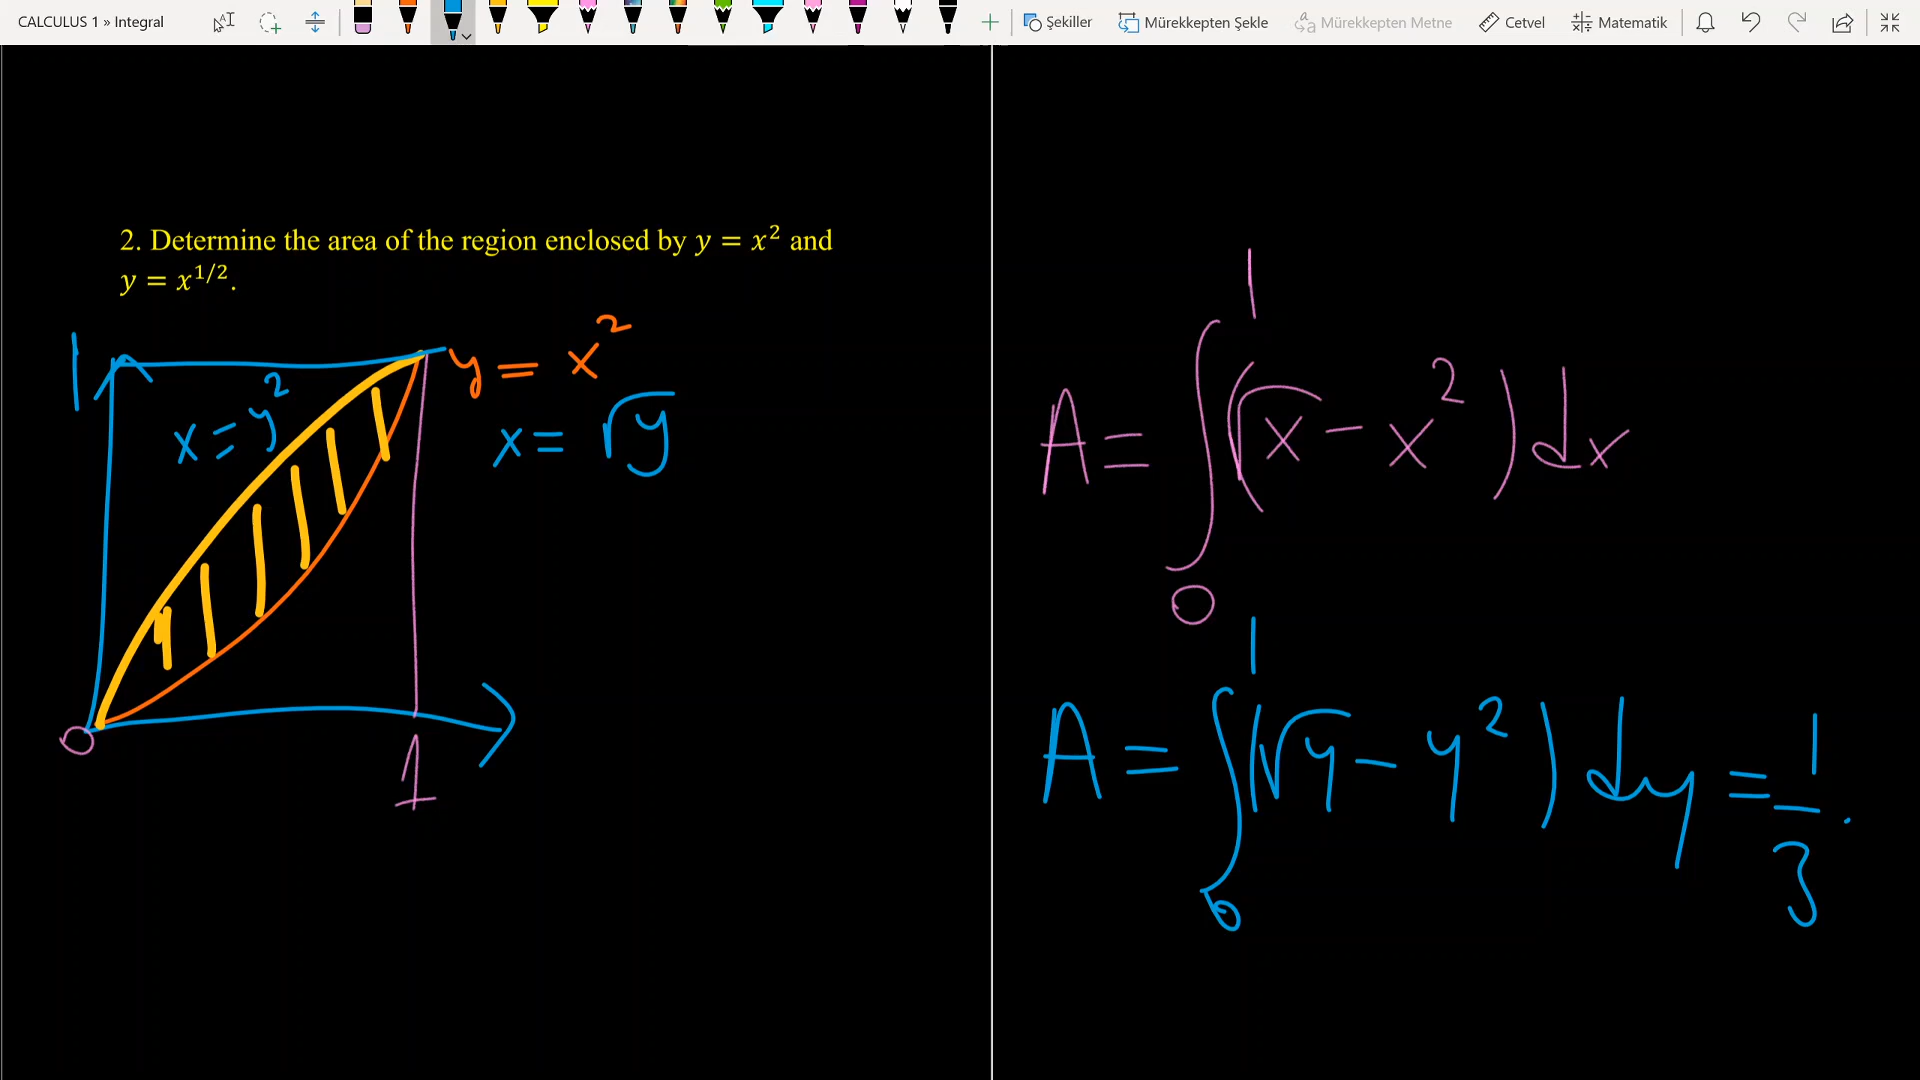 CALCULUS 1 » Integral
Şekiller
Mürekkepten Şekle
Mürekkepten Metne
Cetvel
Matematik
2. Determine the area of the region enclosed by y = x² and
y = x^{1/2}.
1
y = x²
x = y²
x = √y
0
1
A = ∫₀¹ (√x - x²) dx
A = ∫₀¹ (√y - y²) dy = 1/3.